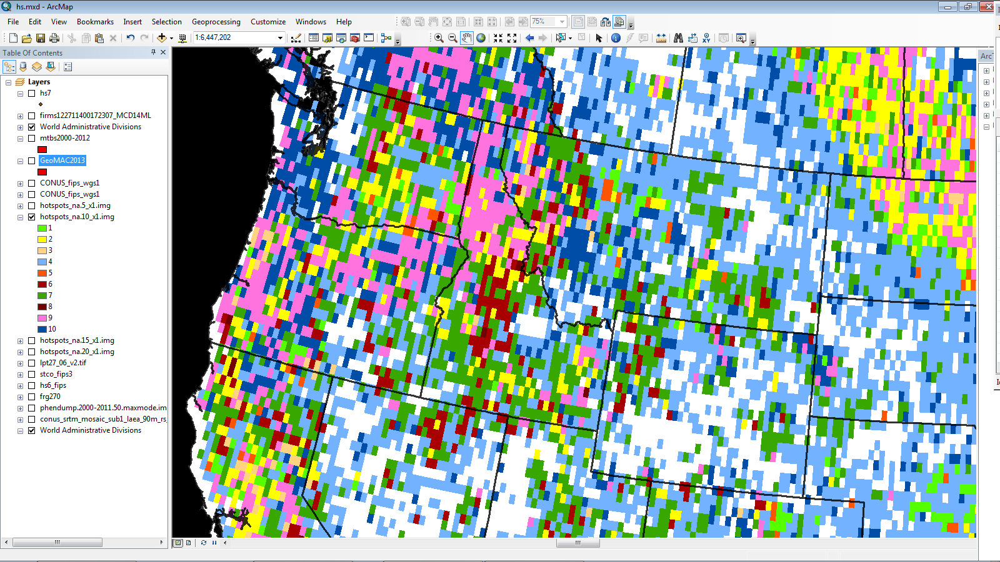 hs.mxd - ArcMap
File Edit View Bookmarks Insert Selection Geoprocessing Customize Windows Help
75%
1:6,447,202
Table Of Contents
ArcT
Layers
hs7
firms122711400172307_MCD14ML
World Administrative Divisions
mtbs2000-2012
GeoMAC2013
CONUS_fips_wgs1
CONUS_fips_wgs1
hotspots_na.5_x1.img
hotspots_na.10_x1.img
1
2
3
4
5
6
7
8
9
10
hotspots_na.15_x1.img
hotspots_na.20_x1.img
lpt27_06_v2.tif
stco_fips3
hs6_fips
frg270
phendump.2000-2011.50.maxmode.im
conus_srtm_mosaic_sub1_laea_90m_rs_
World Administrative Divisions